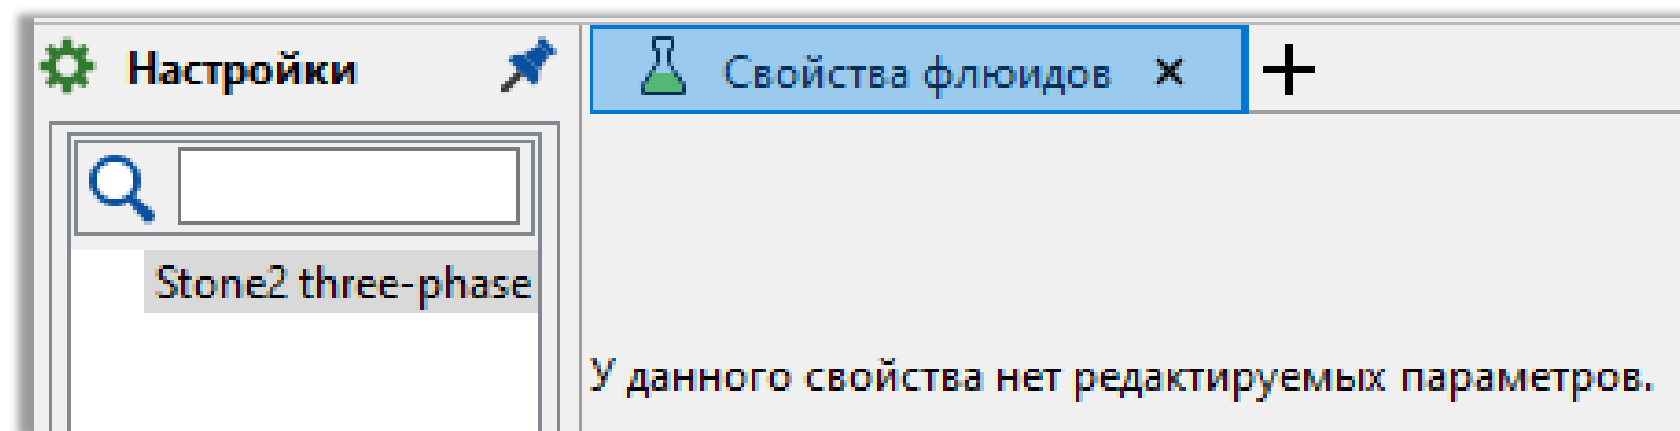 Настройки
Свойства флюидов
Stone2 three-phase
У данного свойства нет редактируемых параметров.